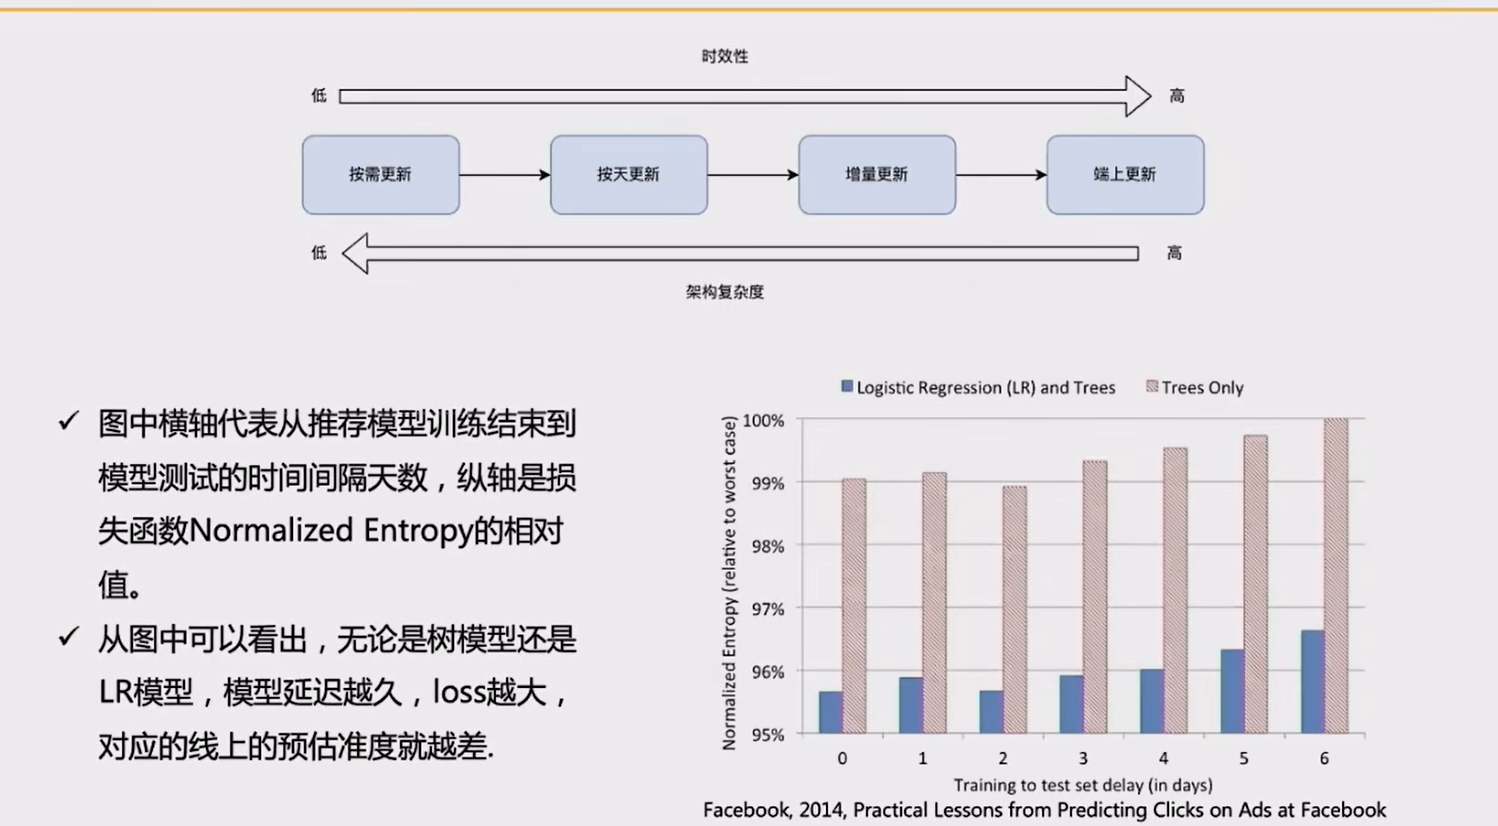 时效性
低
高
按需更新
按天更新
增量更新
端上更新
低
高
架构复杂度
✓ 图中横轴代表从推荐模型训练结束到
模型测试的时间间隔天数，纵轴是损
失函数Normalized Entropy的相对
值。
✓ 从图中可以看出，无论是树模型还是
LR模型，模型延迟越久，loss越大，
对应的线上的预估准度就越差.
Logistic Regression (LR) and Trees
Trees Only
Normalized Entropy (relative to worst case)
100%
99%
98%
97%
96%
95%
0 1 2 3 4 5 6
Training to test set delay (in days)
Facebook, 2014, Practical Lessons from Predicting Clicks on Ads at Facebook